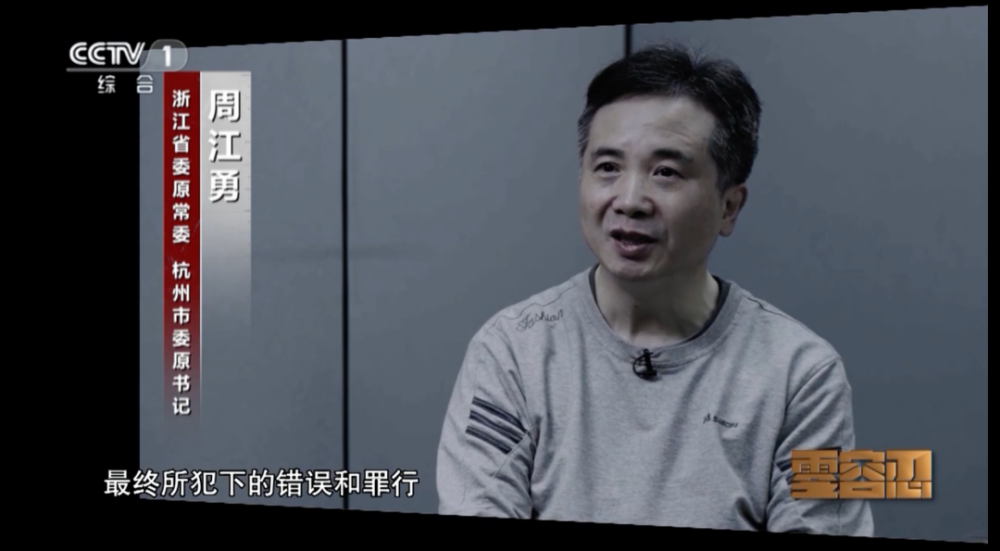 CCTV 1
综合
周江勇
浙江省委原常委 杭州市委原书记
Fashion
最终所犯下的错误和罪行
零容忍